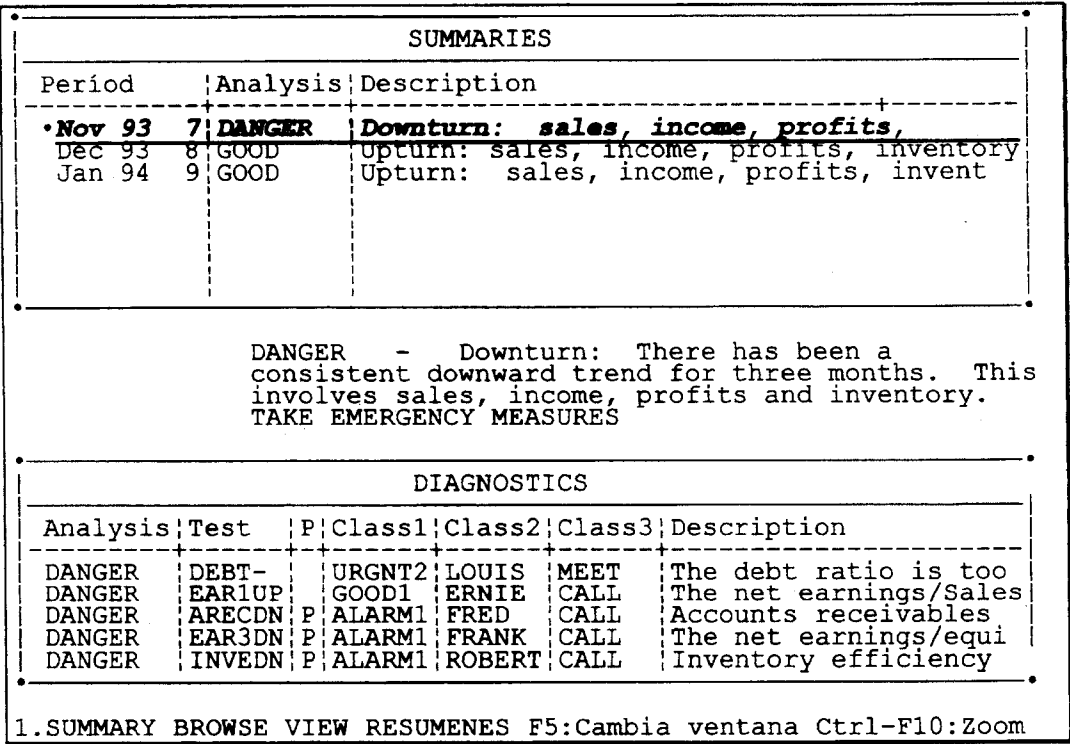 SUMMARIES
Period Analysis Description
Nov 93 7 DANGER Downturn: sales, income, profits,
Dec 93 8 GOOD Upturn: sales, income, profits, inventory
Jan 94 9 GOOD Upturn: sales, income, profits, invent
DANGER - Downturn: There has been a
consistent downward trend for three months. This
involves sales, income, profits and inventory.
TAKE EMERGENCY MEASURES
DIAGNOSTICS
Analysis Test P Class1 Class2 Class3 Description
DANGER DEBT- URGNT2 LOUIS MEET The debt ratio is too
DANGER EAR1UP GOOD1 ERNIE CALL The net earnings/Sales
DANGER ARECDN P ALARM1 FRED CALL Accounts receivables
DANGER EAR3DN P ALARM1 FRANK CALL The net earnings/equi
DANGER INVEDN P ALARM1 ROBERT CALL Inventory efficiency
1.SUMMARY BROWSE VIEW RESUMENES F5:Cambia ventana Ctrl-F10:Zoom